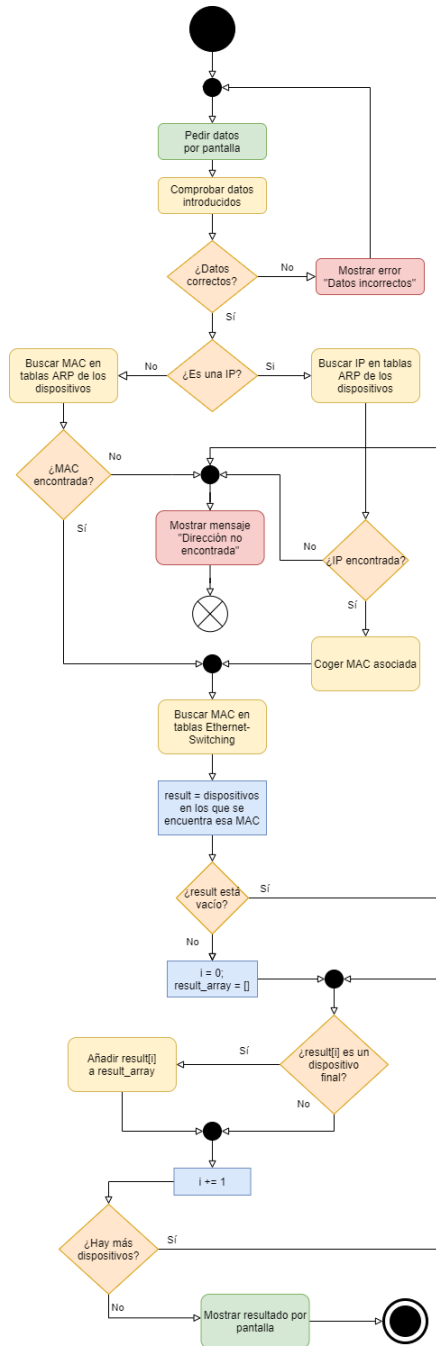 Pedir datos
por pantalla
Comprobar datos
introducidos
¿Datos
correctos?
No
Mostrar error
"Datos incorrectos"
Sí
Buscar MAC en
tablas ARP de los
dispositivos
No
¿Es una IP?
Si
Buscar IP en tablas
ARP de los
dispositivos
¿MAC
encontrada?
No
Sí
Mostrar mensaje
"Dirección no
encontrada"
No
¿IP encontrada?
Sí
Coger MAC asociada
Buscar MAC en
tablas Ethernet-
Switching
result = dispositivos
en los que se
encuentra esa MAC
¿result está
vacío?
Sí
No
i = 0;
result_array = []
¿result[i] es un
dispositivo
final?
Sí
Añadir result[i]
a result_array
No
i += 1
¿Hay más
dispositivos?
Sí
No
Mostrar resultado por
pantalla